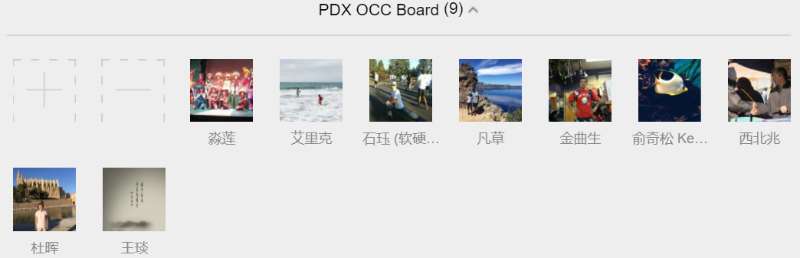 PDX OCC Board (9)
淼莲 艾里克 石珏 (软硬… 凡草 金曲生 俞奇松 Ke… 西北兆
杜晖 王琰